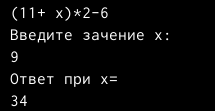 (11+ x)*2-6
Введите зачение x:
9
Ответ при x=
34